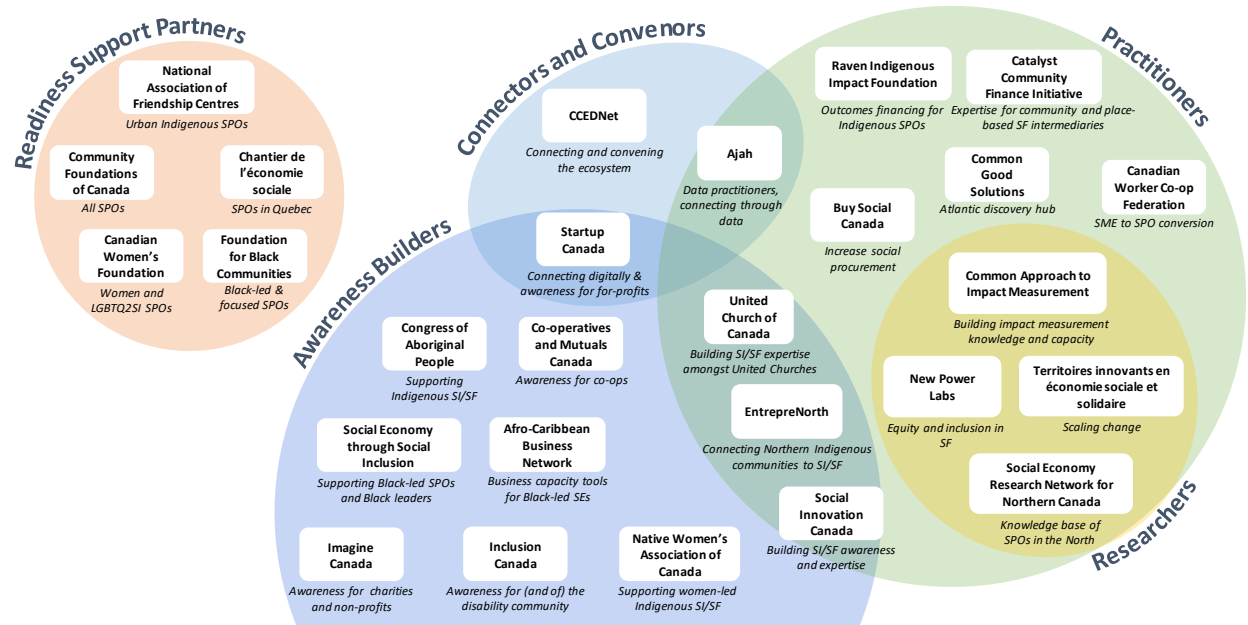 Readiness Support Partners
National
Association of
Friendship Centres
Urban Indigenous SPOs
Community
Foundations
of Canada
All SPOs
Chantier de
l’économie
sociale
SPOs in Quebec
Canadian
Women’s
Foundation
Women and
LGBTQ2SI SPOs
Foundation
for Black
Communities
Black-led &
focused SPOs
Connectors and Convenors
CCEDNet
Connecting and convening
the ecosystem
Ajah
Data practitioners,
connecting through
data
Startup
Canada
Connecting digitally &
awareness for for-profits
Awareness Builders
Congress of
Aboriginal
People
Supporting
Indigenous SI/SF
Co-operatives
and Mutuals
Canada
Awareness for co-ops
Social Economy
through Social
Inclusion
Supporting Black-led SPOs
and Black leaders
Afro-Caribbean
Business
Network
Business capacity tools
for Black-led SEs
Imagine
Canada
Awareness for charities
and non-profits
Inclusion
Canada
Awareness for (and of) the
disability community
Native Women’s
Association of
Canada
Supporting women-led
Indigenous SI/SF
United
Church of
Canada
Building SI/SF expertise
amongst United Churches
EntrepreNorth
Connecting Northern Indigenous
communities to SI/SF
Social
Innovation
Canada
Building SI/SF awareness
and expertise
Practitioners
Raven Indigenous
Impact Foundation
Outcomes financing for
Indigenous SPOs
Catalyst
Community
Finance Initiative
Expertise for community and place-
based SF intermediaries
Common
Good
Solutions
Atlantic discovery hub
Canadian
Worker Co-op
Federation
SME to SPO conversion
Buy Social
Canada
Increase social
procurement
Common Approach to
Impact Measurement
Building impact measurement
knowledge and capacity
New Power
Labs
Equity and inclusion in
SF
Territoires innovants en
économie sociale et
solidaire
Scaling change
Social Economy
Research Network for
Northern Canada
Knowledge base of
SPOs in the North
Researchers